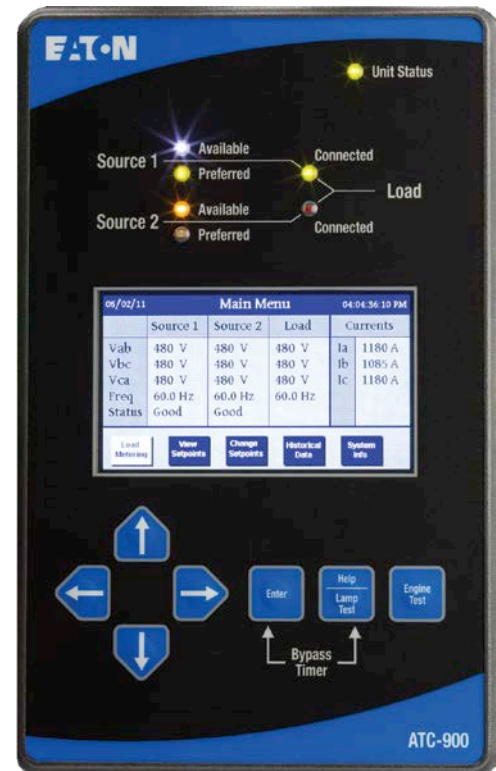 EATON
Unit Status
Source 1
Available
Preferred
Connected
Load
Source 2
Available
Preferred
Connected
05/02/11 Main Menu 04:04:36:10 PM
Source 1 Source 2 Load Currents
Vab 480 V 480 V 480 V Ia 1180 A
Vbc 480 V 480 V 480 V Ib 1085 A
Vca 480 V 480 V 480 V Ic 1180 A
Freq 60.0 Hz 60.0 Hz 60.0 Hz
Status Good Good
Load Metering
View Setpoints
Change Setpoints
Historical Data
System Info
Enter
Help
Lamp Test
Engine Test
Bypass
Timer
ATC-900